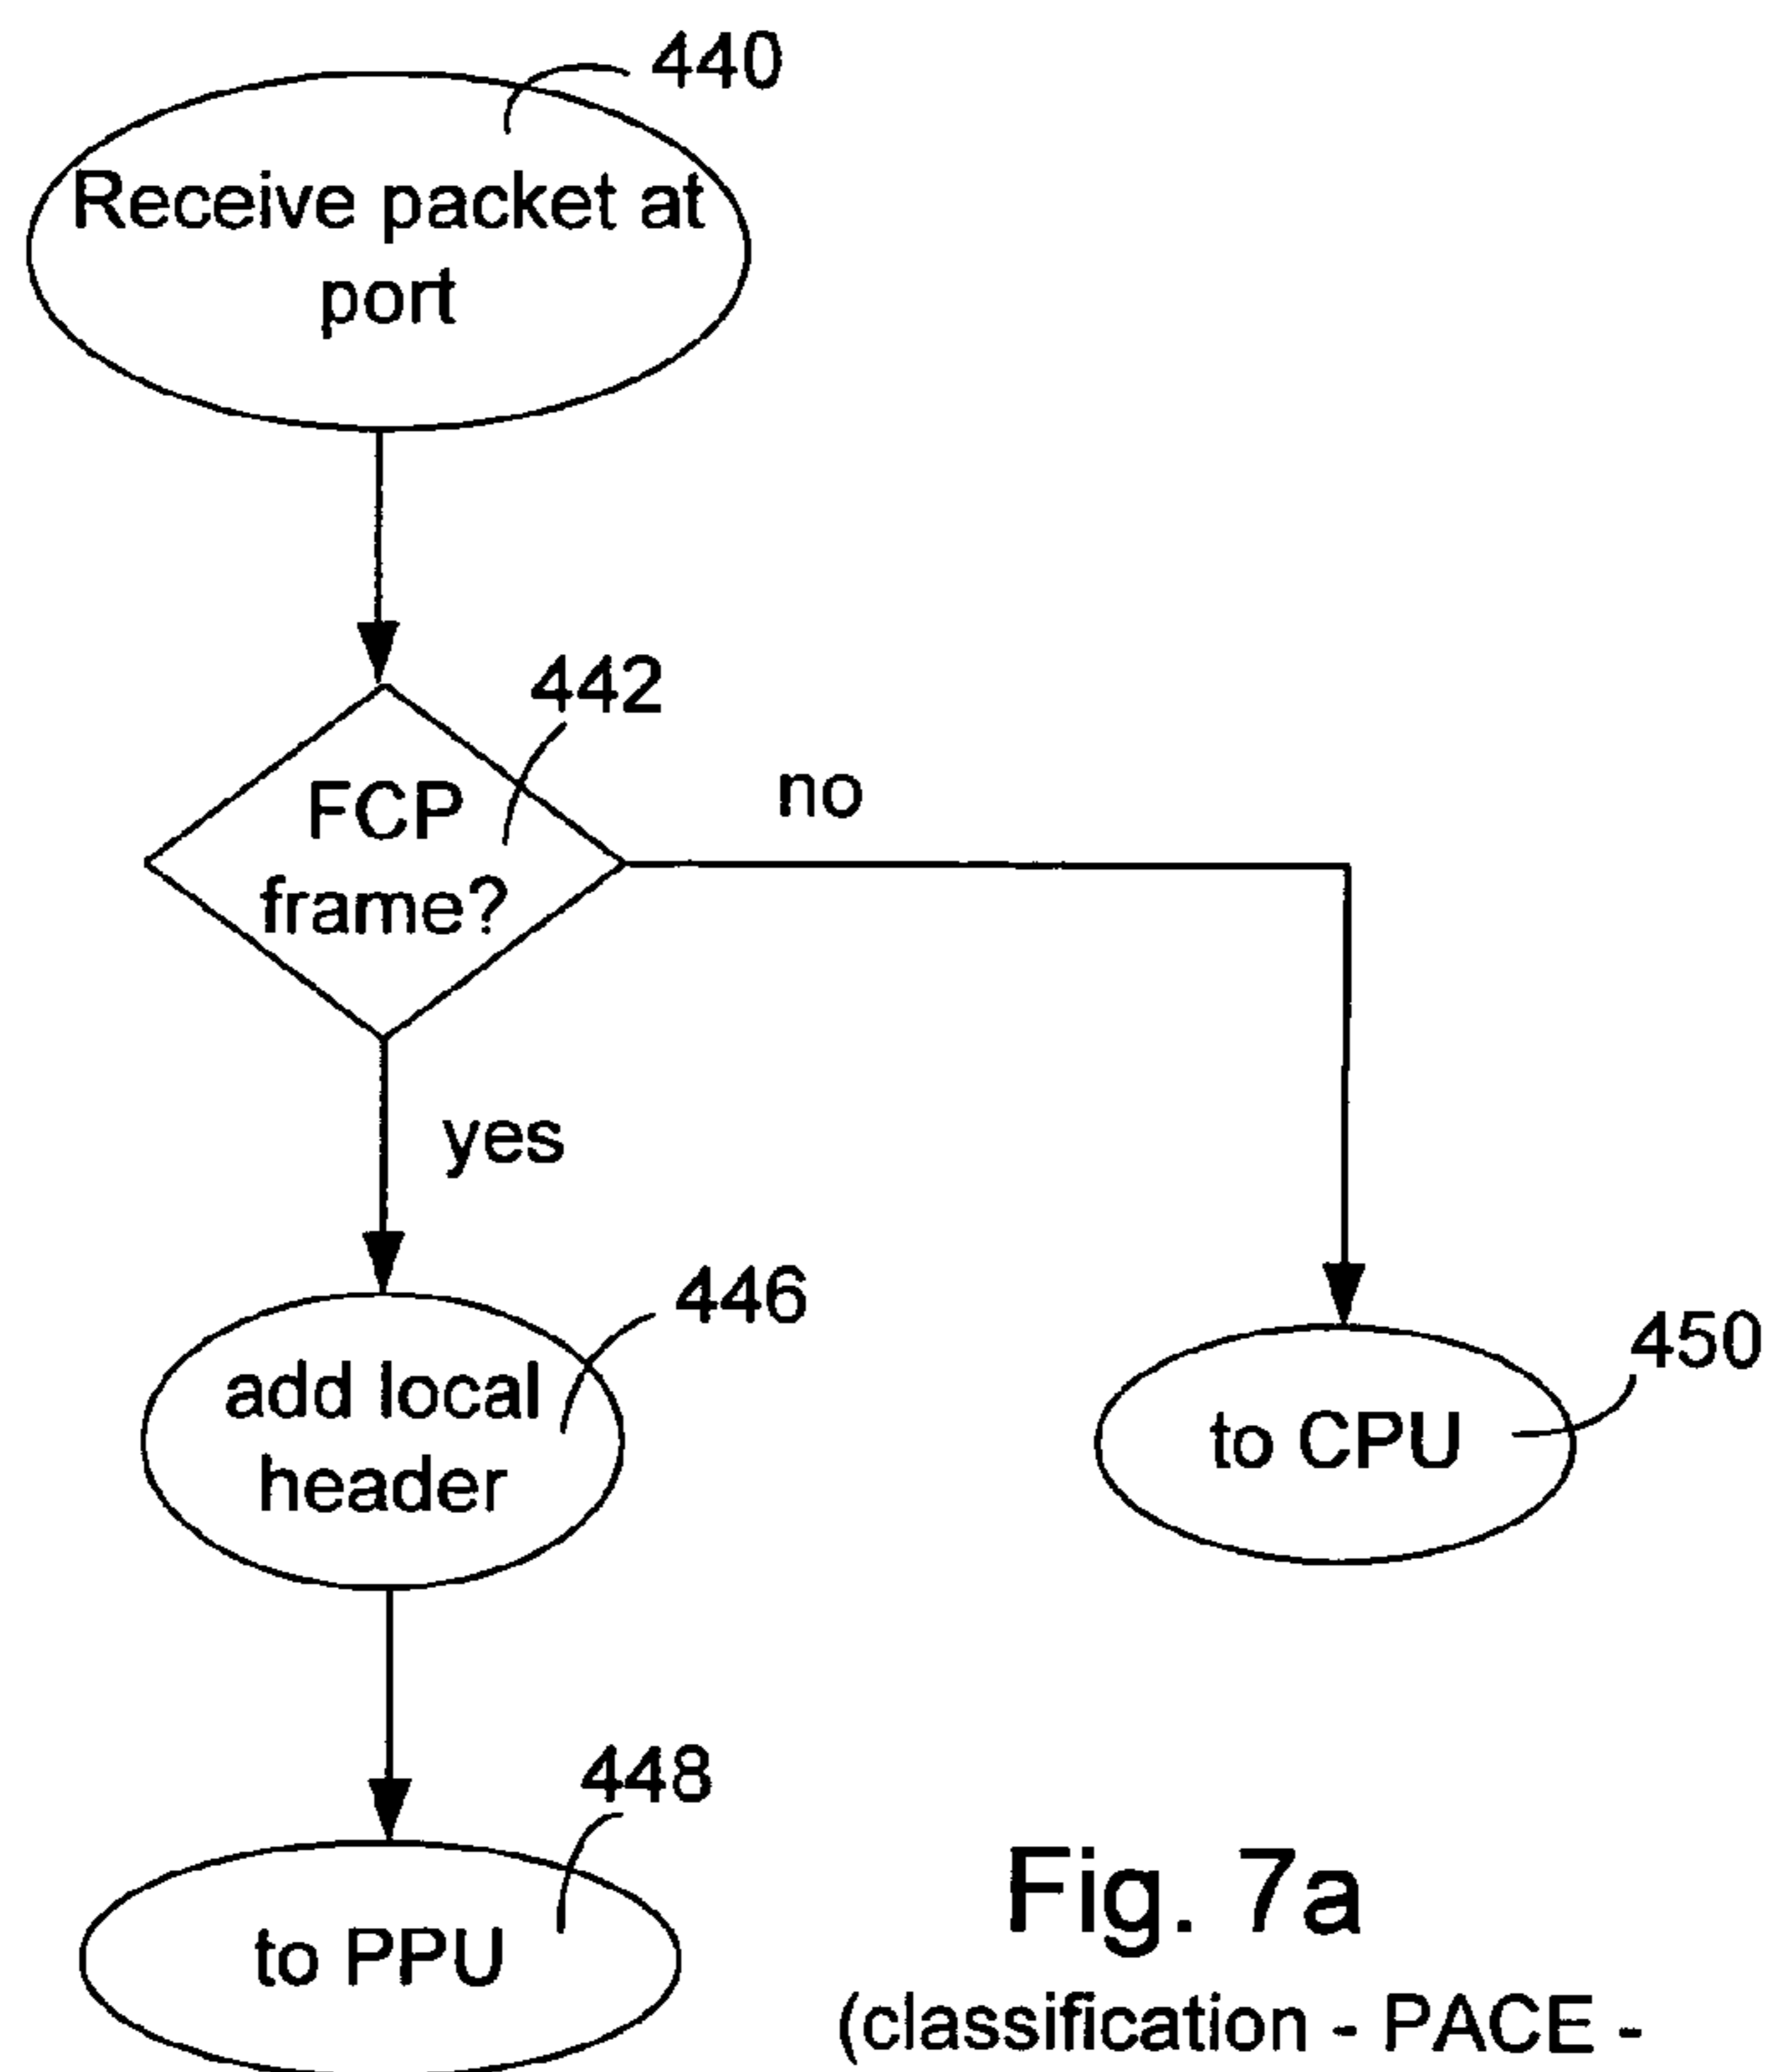 440
Receive packet at
port
442
FCP
frame?
no
yes
446
add local
header
450
to CPU
448
to PPU
Fig. 7a
(classification - PACE -